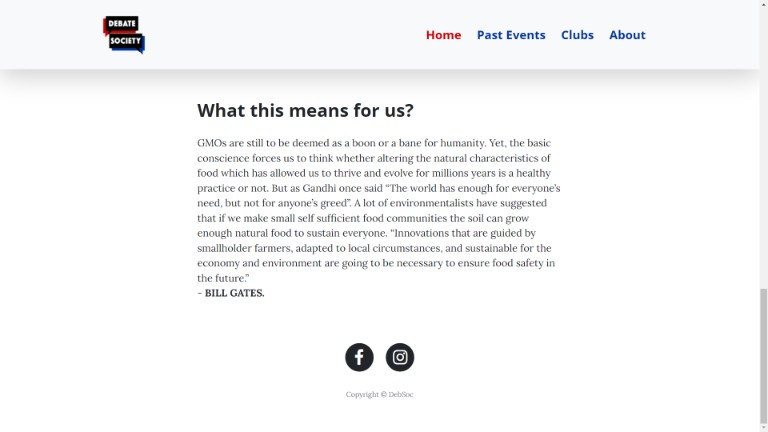 DEBATE
SOCIETY
Home Past Events Clubs About
What this means for us?
GMOs are still to be deemed as a boon or a bane for humanity. Yet, the basic
conscience forces us to think whether altering the natural characteristics of
food which has allowed us to thrive and evolve for millions years is a healthy
practice or not. But as Gandhi once said “The world has enough for everyone’s
need, but not for anyone’s greed”. A lot of environmentalists have suggested
that if we make small self sufficient food communities the soil can grow
enough natural food to sustain everyone. “Innovations that are guided by
smallholder farmers, adapted to local circumstances, and sustainable for the
economy and environment are going to be necessary to ensure food safety in
the future.”
- BILL GATES.
Copyright © DebSoc